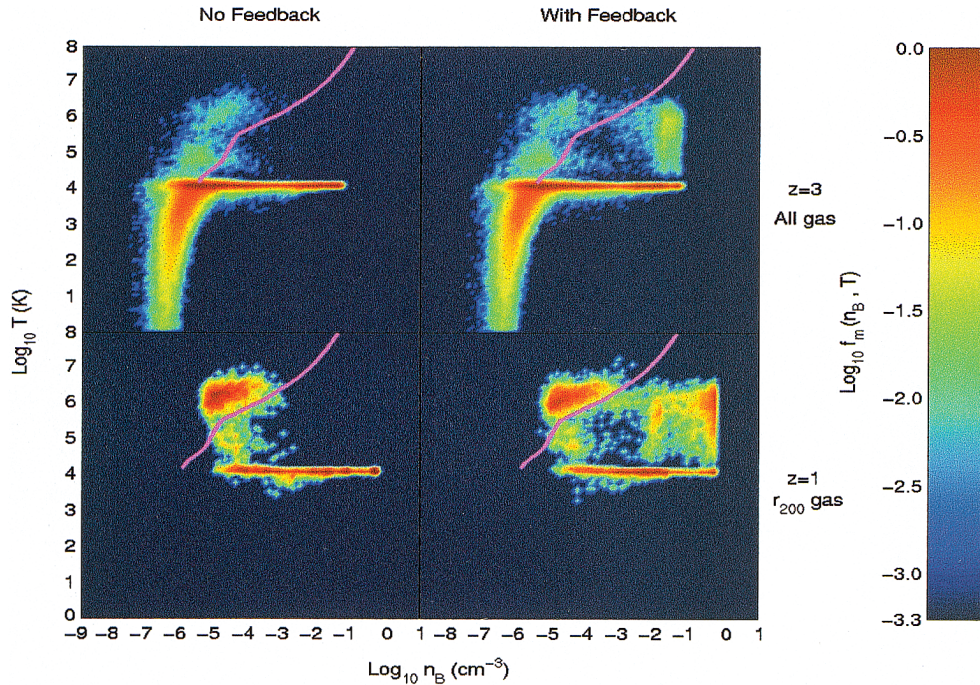 No Feedback
With Feedback
8
7
6
5
4
3
2
1
8
7
6
5
4
3
2
1
0
Log10 T (K)
-9 -8 -7 -6 -5 -4 -3 -2 -1 0 1
-8 -7 -6 -5 -4 -3 -2 -1 0 1
Log10 nB (cm-3)
z=3
All gas
z=1
r200 gas
0.0
-0.5
-1.0
-1.5
-2.0
-2.5
-3.0
-3.3
Log10 fm (nB, T)